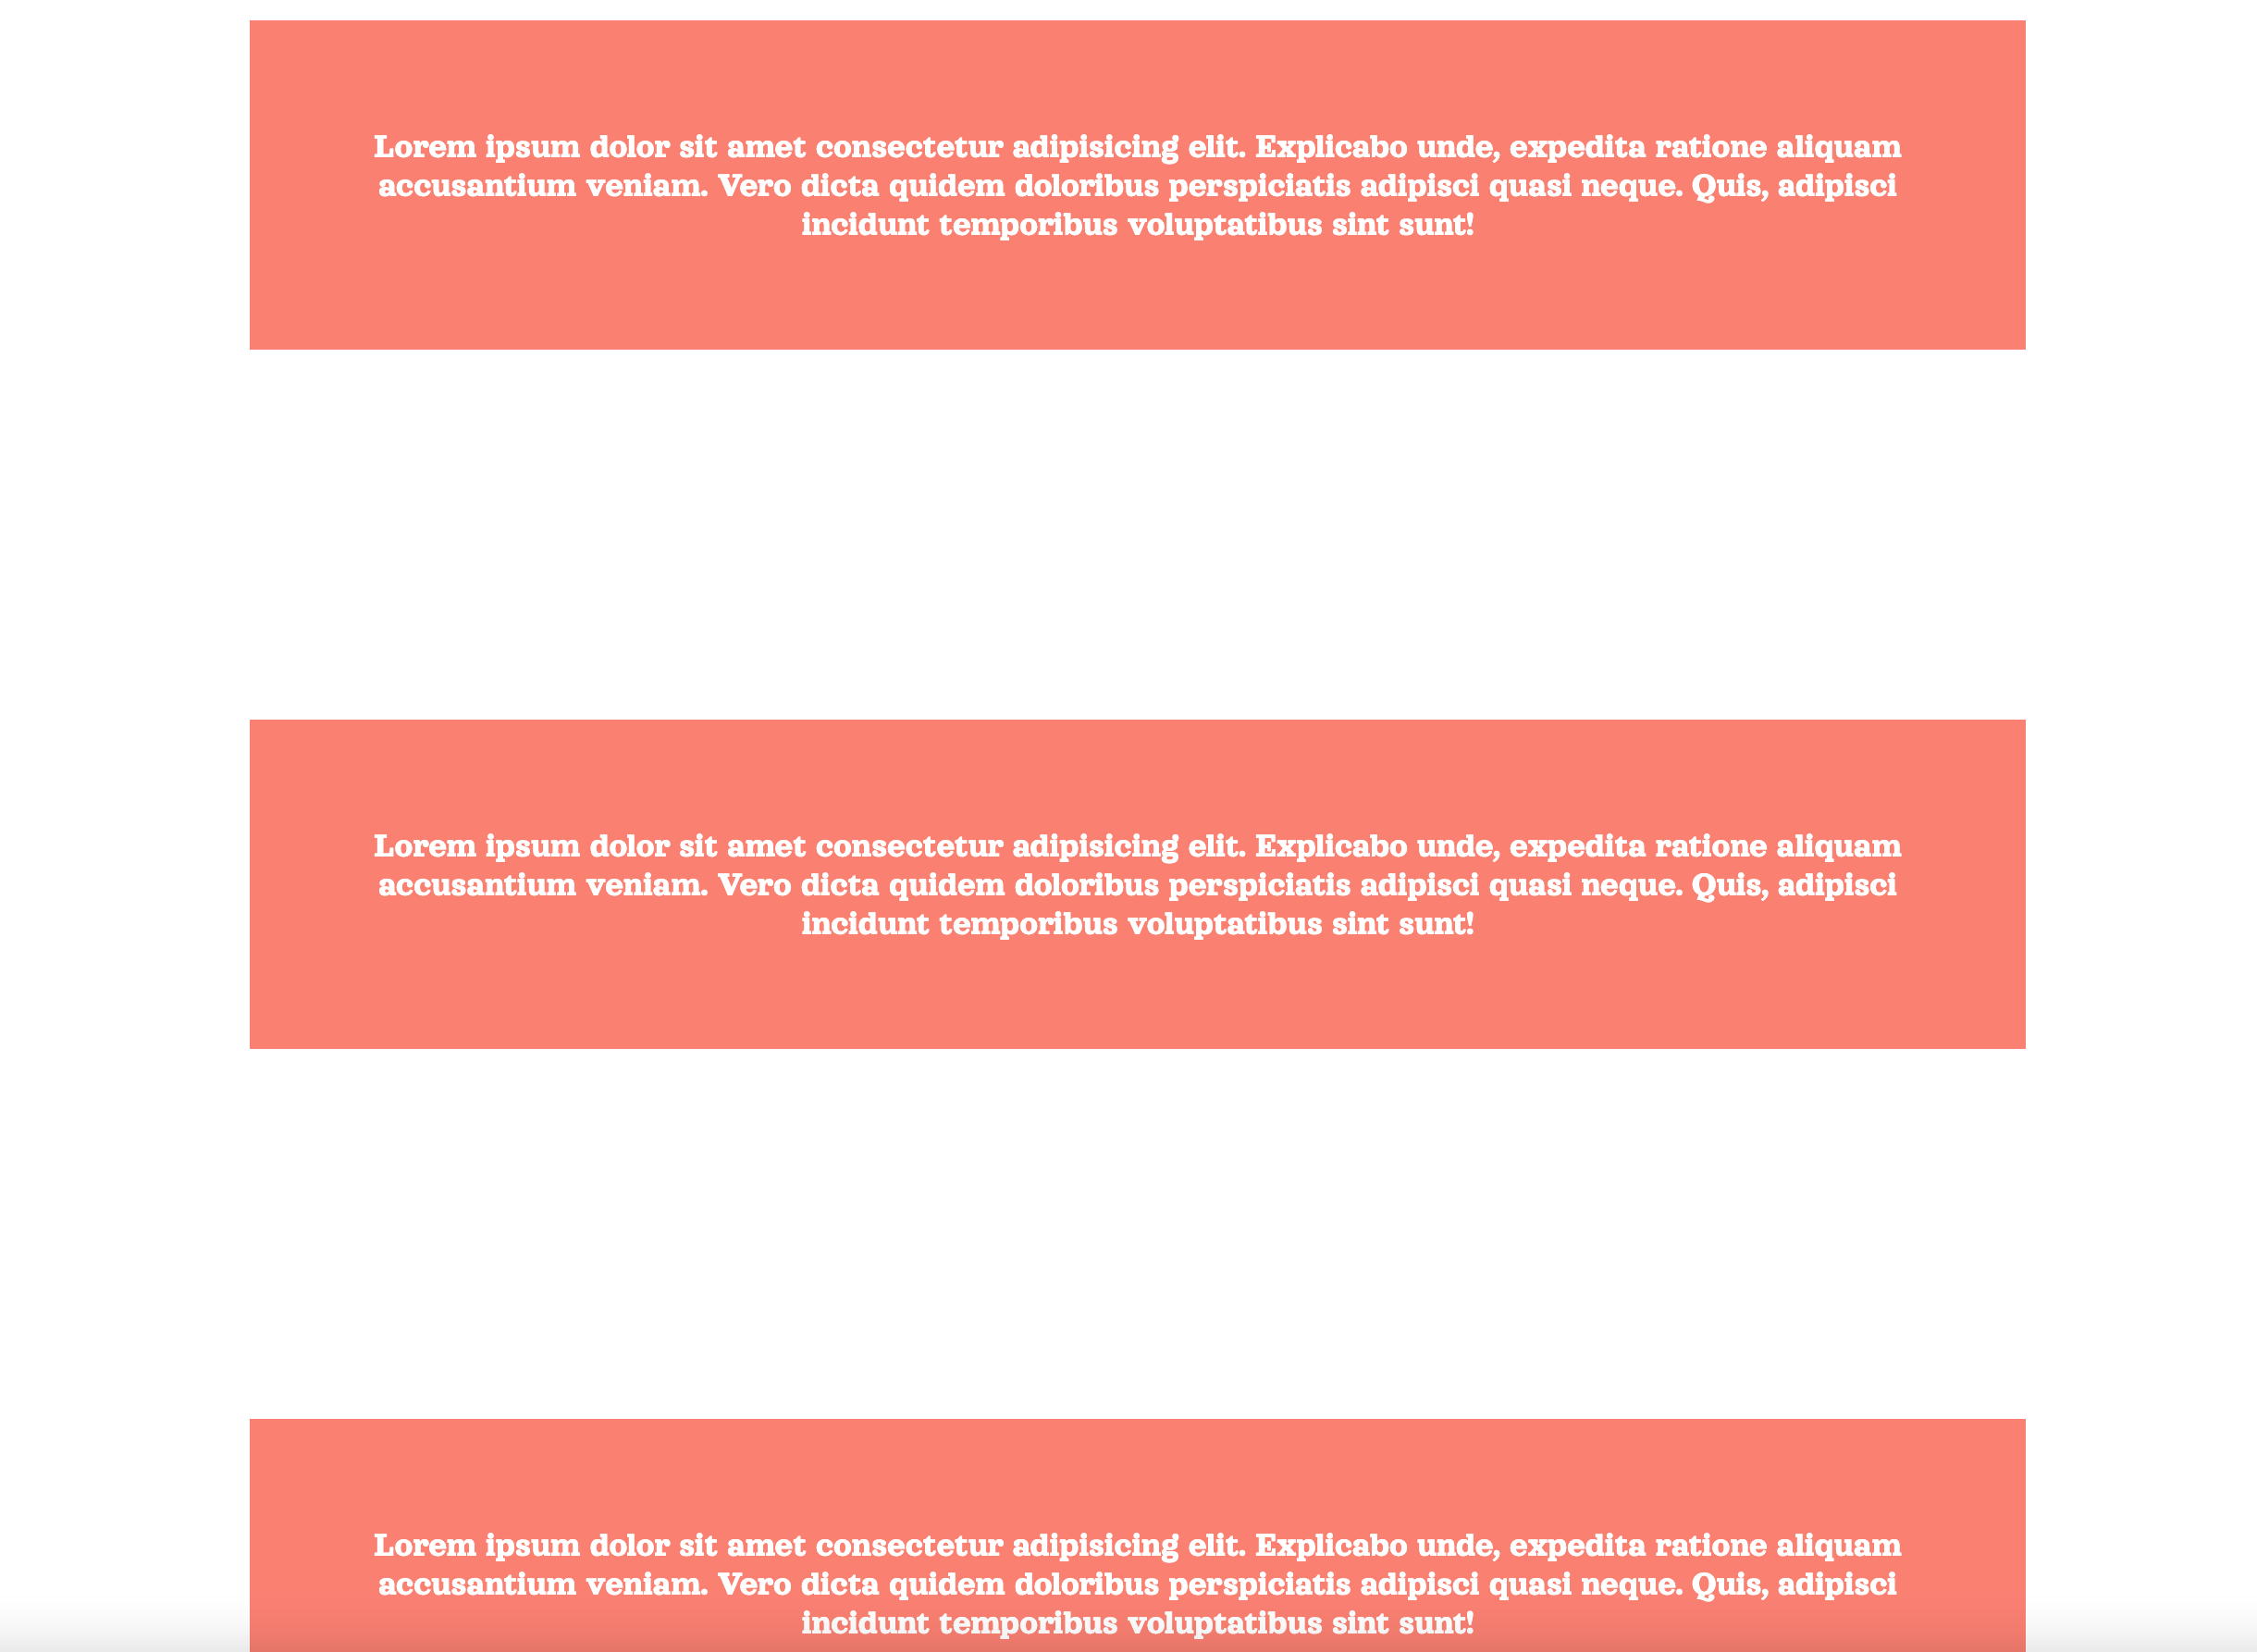 Lorem ipsum dolor sit amet consectetur adipisicing elit. Explicabo unde, expedita ratione aliquam
accusantium veniam. Vero dicta quidem doloribus perspiciatis adipisci quasi neque. Quis, adipisci
incidunt temporibus voluptatibus sint sunt!
Lorem ipsum dolor sit amet consectetur adipisicing elit. Explicabo unde, expedita ratione aliquam
accusantium veniam. Vero dicta quidem doloribus perspiciatis adipisci quasi neque. Quis, adipisci
incidunt temporibus voluptatibus sint sunt!
Lorem ipsum dolor sit amet consectetur adipisicing elit. Explicabo unde, expedita ratione aliquam
accusantium veniam. Vero dicta quidem doloribus perspiciatis adipisci quasi neque. Quis, adipisci
incidunt temporibus voluptatibus sint sunt!